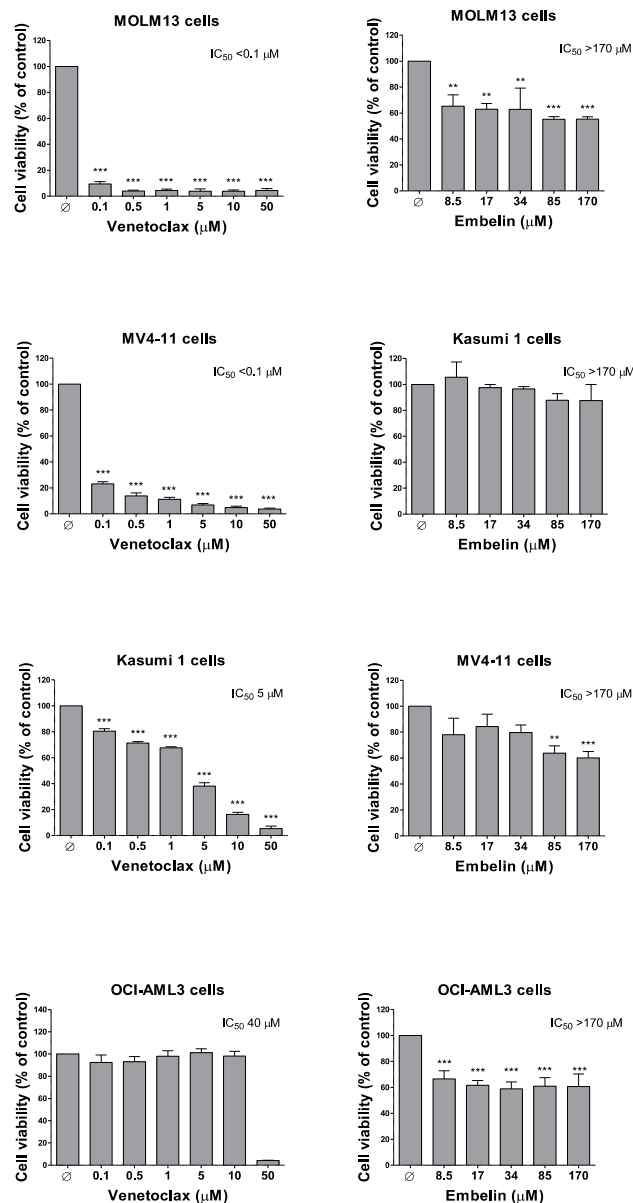 MOLM13 cells
Cell viability (% of control)
IC50 <0.1 µM
120
100
80
60
40
20
0
*** *** *** *** *** ***
∅ 0.1 0.5 1 5 10 50
Venetoclax (µM)
MOLM13 cells
Cell viability (% of control)
IC50 >170 µM
120
100
80
60
40
20
0
** ** ** *** ***
∅ 8.5 17 34 85 170
Embelin (µM)
MV4-11 cells
Cell viability (% of control)
IC50 <0.1 µM
120
100
80
60
40
20
0
*** *** *** *** *** ***
∅ 0.1 0.5 1 5 10 50
Venetoclax (µM)
Kasumi 1 cells
Cell viability (% of control)
IC50 >170 µM
120
100
80
60
40
20
0
∅ 8.5 17 34 85 170
Embelin (µM)
Kasumi 1 cells
Cell viability (% of control)
IC50 5 µM
120
100
80
60
40
20
0
*** *** *** *** *** ***
∅ 0.1 0.5 1 5 10 50
Venetoclax (µM)
MV4-11 cells
Cell viability (% of control)
IC50 >170 µM
120
100
80
60
40
20
0
** ***
∅ 8.5 17 34 85 170
Embelin (µM)
OCI-AML3 cells
Cell viability (% of control)
IC50 40 µM
140
120
100
80
60
40
20
0
∅ 0.1 0.5 1 5 10 50
Venetoclax (µM)
OCI-AML3 cells
Cell viability (% of control)
IC50 >170 µM
120
100
80
60
40
20
0
*** *** *** *** ***
∅ 8.5 17 34 85 170
Embelin (µM)